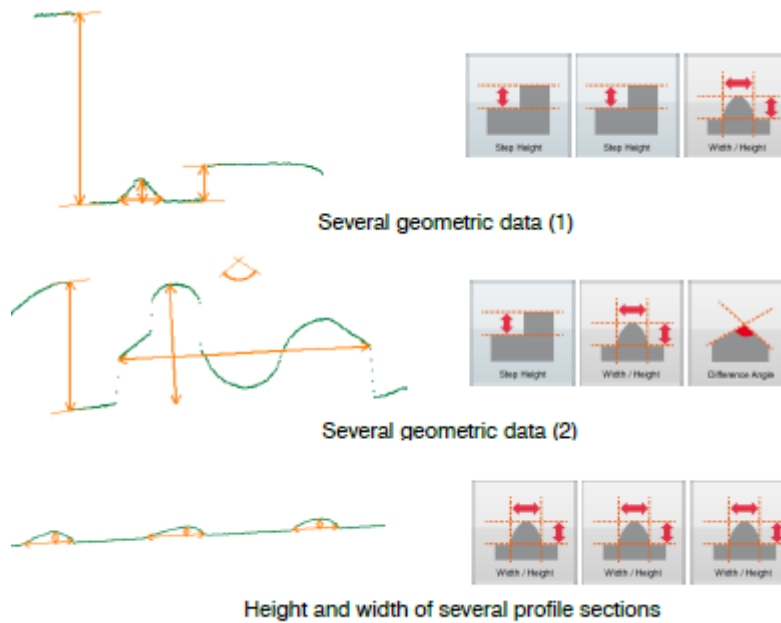 Step Height
Step Height
Width / Height
Several geometric data (1)
Step Height
Width / Height
Difference Angle
Several geometric data (2)
Width / Height
Width / Height
Width / Height
Height and width of several profile sections